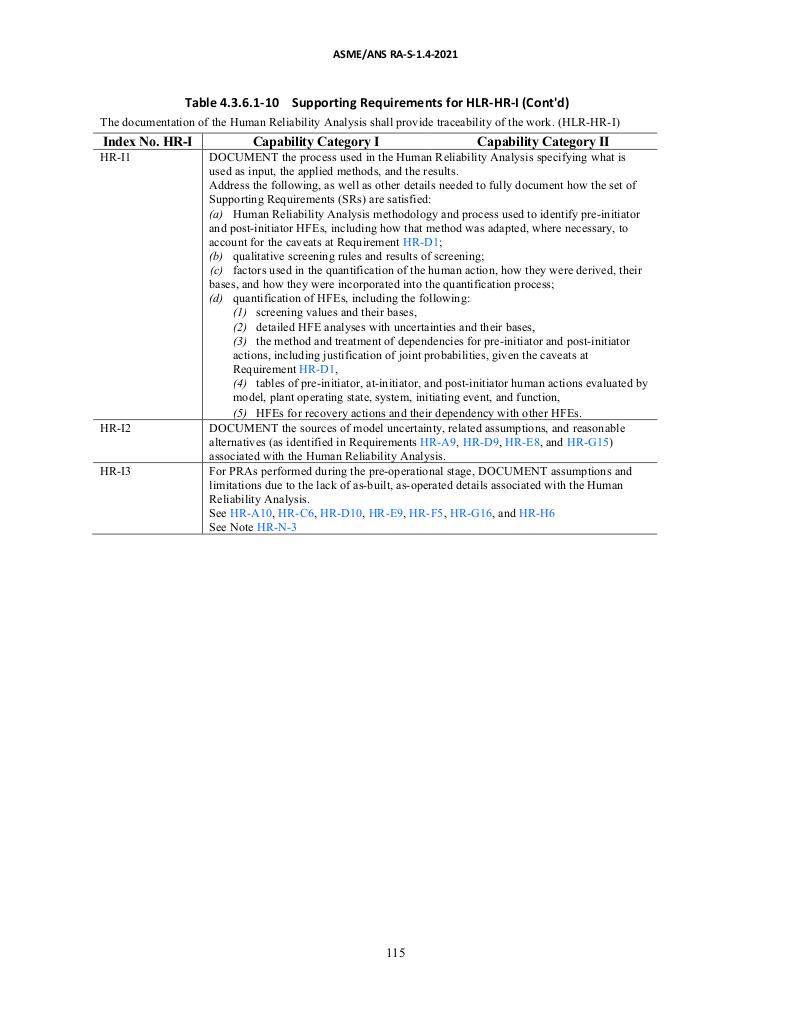 ASME/ANS RA-S-1.4-2021
Table 4.3.6.1-10 Supporting Requirements for HLR-HR-I (Cont'd)
The documentation of the Human Reliability Analysis shall provide traceability of the work. (HLR-HR-I)
Index No. HR-I Capability Category I Capability Category II
HR-I1 DOCUMENT the process used in the Human Reliability Analysis specifying what is
used as input, the applied methods, and the results.
Address the following, as well as other details needed to fully document how the set of
Supporting Requirements (SRs) are satisfied:
(a) Human Reliability Analysis methodology and process used to identify pre-initiator
and post-initiator HFEs, including how that method was adapted, where necessary, to
account for the caveats at Requirement HR-D1;
(b) qualitative screening rules and results of screening;
(c) factors used in the quantification of the human action, how they were derived, their
bases, and how they were incorporated into the quantification process;
(d) quantification of HFEs, including the following:
(1) screening values and their bases,
(2) detailed HFE analyses with uncertainties and their bases,
(3) the method and treatment of dependencies for pre-initiator and post-initiator
actions, including justification of joint probabilities, given the caveats at
Requirement HR-D1,
(4) tables of pre-initiator, at-initiator, and post-initiator human actions evaluated by
model, plant operating state, system, initiating event, and function,
(5) HFEs for recovery actions and their dependency with other HFEs.
HR-I2 DOCUMENT the sources of model uncertainty, related assumptions, and reasonable
alternatives (as identified in Requirements HR-A9, HR-D9, HR-E8, and HR-G15)
associated with the Human Reliability Analysis.
HR-I3 For PRAs performed during the pre-operational stage, DOCUMENT assumptions and
limitations due to the lack of as-built, as-operated details associated with the Human
Reliability Analysis.
See HR-A10, HR-C6, HR-D10, HR-E9, HR-F5, HR-G16, and HR-H6
See Note HR-N-3
115